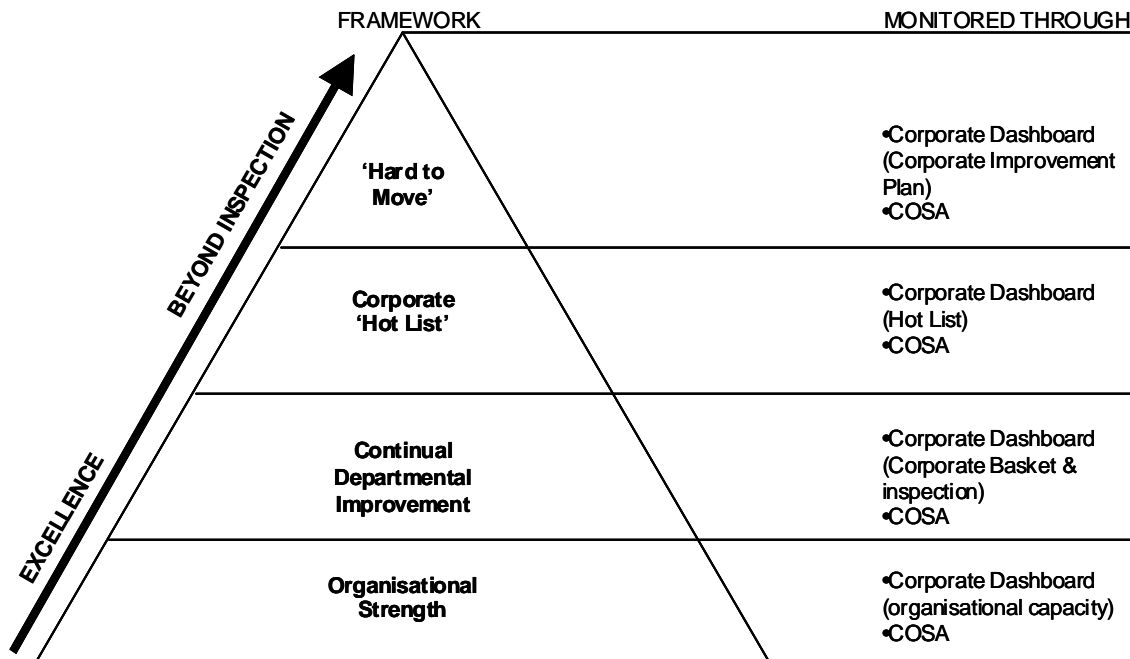 FRAMEWORK
MONITORED THROUGH
BEYOND INSPECTION
EXCELLENCE
‘Hard to
Move’
•Corporate Dashboard
(Corporate Improvement
Plan)
•COSA
Corporate
‘Hot List’
•Corporate Dashboard
(Hot List)
•COSA
Continual
Departmental
Improvement
•Corporate Dashboard
(Corporate Basket &
inspection)
•COSA
Organisational
Strength
•Corporate Dashboard
(organisational capacity)
•COSA